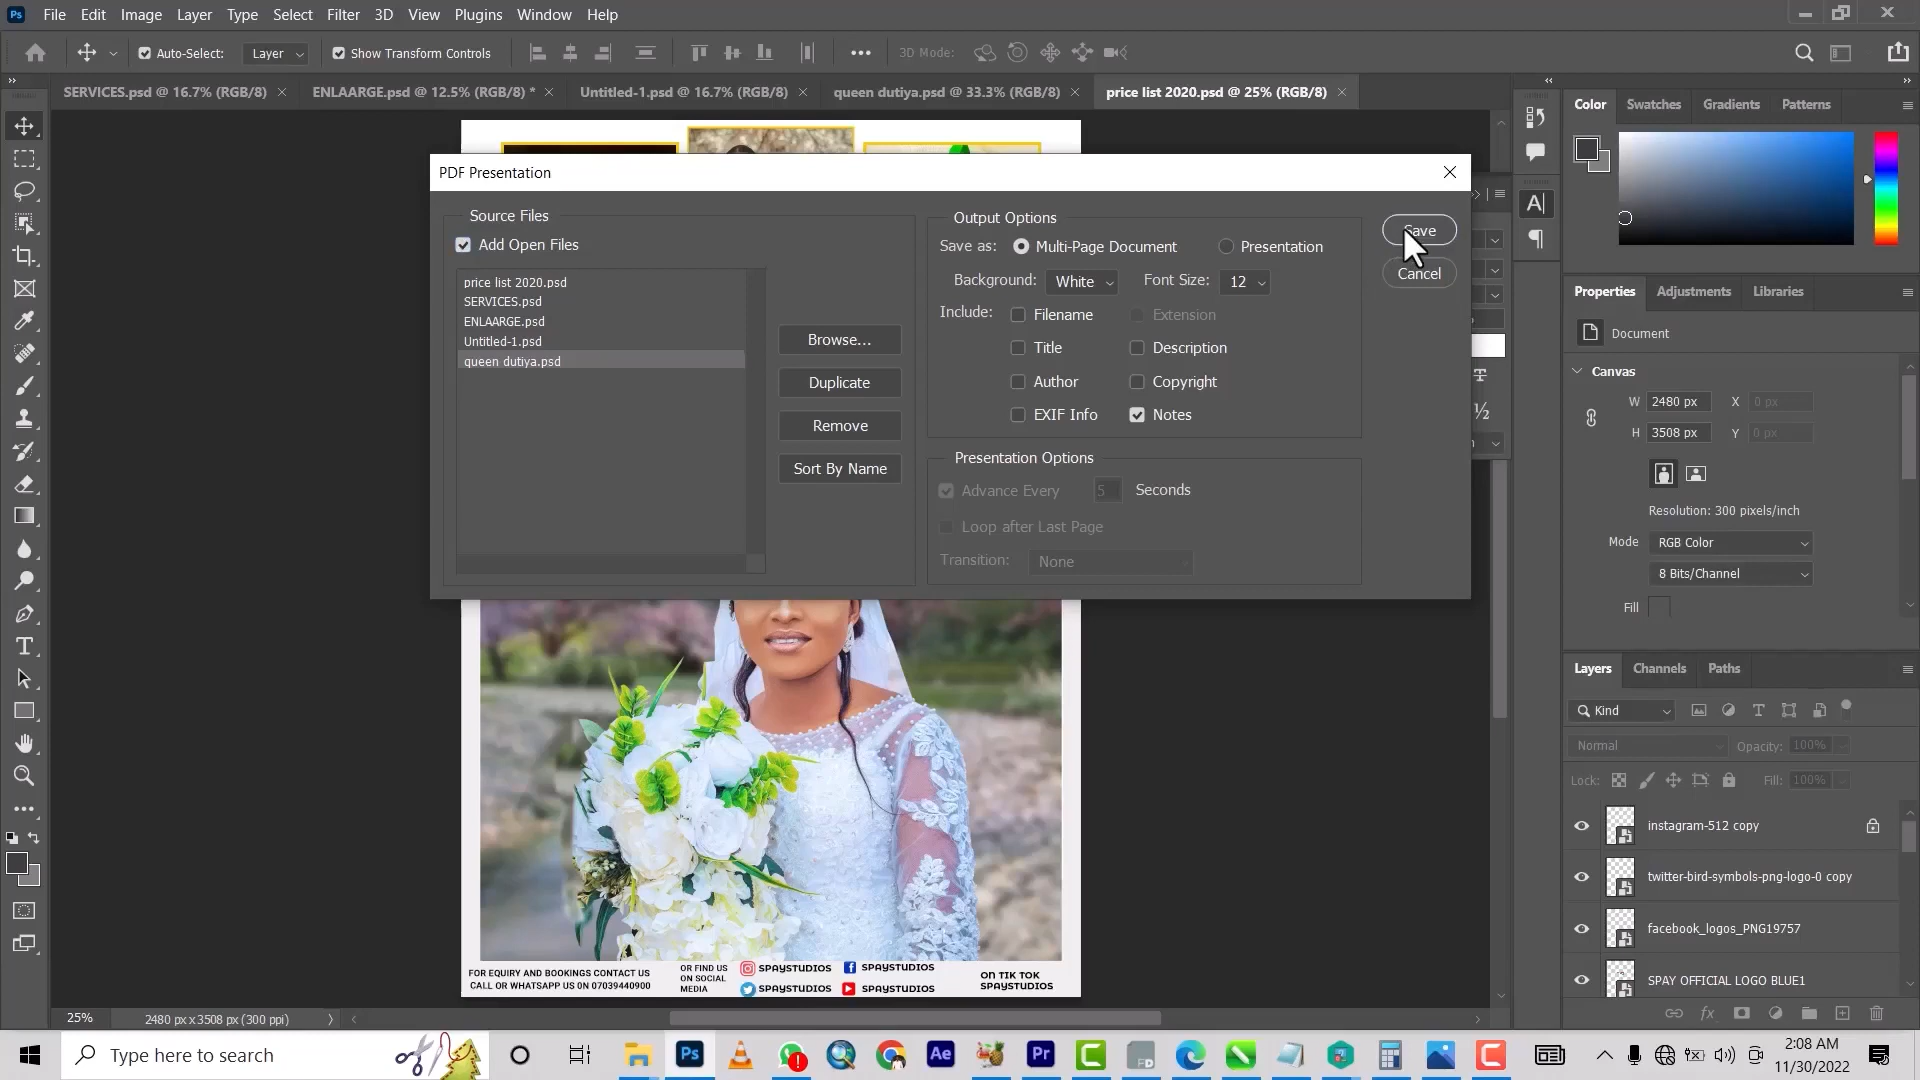 Ps File Edit Image Layer Type Select Filter 3D View Plugins Window Help
Auto-Select: Layer Show Transform Controls 3D Mode:
SERVICES.psd @ 16.7% (RGB/8) ENLAARGE.psd @ 12.5% (RGB/8) * Untitled-1.psd @ 16.7% (RGB/8) queen dutiya.psd @ 33.3% (RGB/8) price list 2020.psd @ 25% (RGB/8)
PDF Presentation
Source Files
Add Open Files
price list 2020.psd
SERVICES.psd
ENLAARGE.psd
Untitled-1.psd
queen dutiya.psd
Browse...
Duplicate
Remove
Sort By Name
Output Options
Save as: Multi-Page Document Presentation
Background: White Font Size: 12
Include: Filename Extension
Title Description
Author Copyright
EXIF Info Notes
Presentation Options
Advance Every 5 Seconds
Loop after Last Page
Transition: None
Save
Cancel
Color Swatches Gradients Patterns
Properties Adjustments Libraries
Document
Canvas
W 2480 px X 0 px
H 3508 px Y 0 px
Resolution: 300 pixels/inch
Mode RGB Color
8 Bits/Channel
Fill
Layers Channels Paths
Kind
Normal Opacity: 100%
Lock: Fill: 100%
instagram-512 copy
twitter-bird-symbols-png-logo-0 copy
facebook_logos_PNG19757
SPAY OFFICIAL LOGO BLUE1
FOR EQUIRY AND BOOKINGS CONTACT US
CALL OR WHATSAPP US ON 07039440900
OR FIND US
ON SOCIAL
MEDIA
SPAYSTUDIOS SPAYSTUDIOS
SPAYSTUDIOS SPAYSTUDIOS
ON TIK TOK
SPAYSTUDIOS
25% 2480 px x 3508 px (300 ppi)
Type here to search
Ps Ae Pr
2:08 AM
11/30/2022